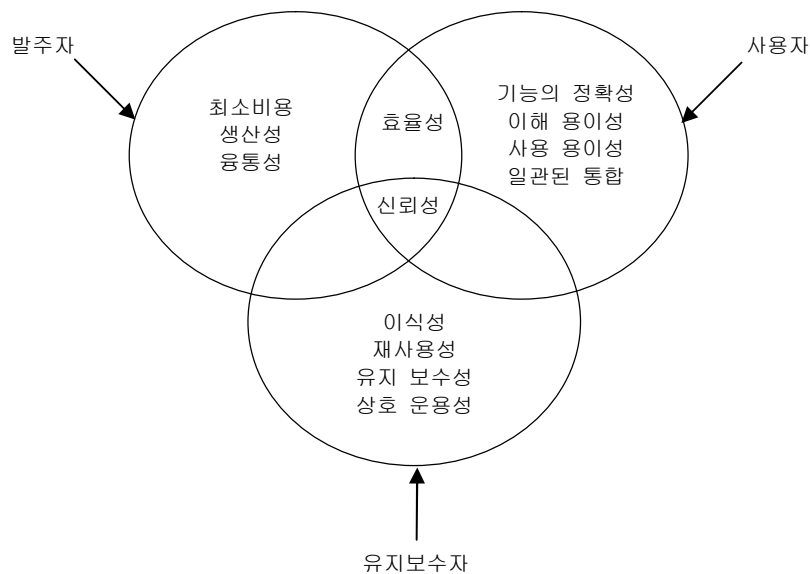 발주자
사용자
최소비용
생산성
융통성
효율성
기능의 정확성
이해 용이성
사용 용이성
일관된 통합
신뢰성
이식성
재사용성
유지 보수성
상호 운용성
유지보수자